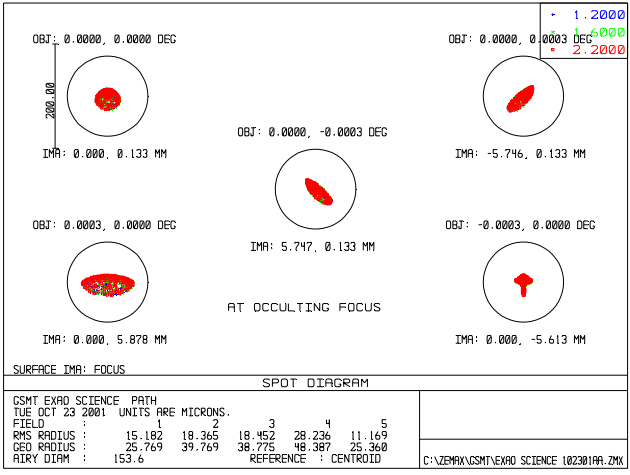 1.2000
1.6000
2.2000
OBJ: 0.0000, 0.0000 DEG
OBJ: 0.0000, 0.0003 DEG
200.00
IMA: 0.000, 0.133 MM
IMA: -5.746, 0.133 MM
OBJ: 0.0000, -0.0003 DEG
IMA: 5.747, 0.133 MM
OBJ: 0.0003, 0.0000 DEG
OBJ: -0.0003, 0.0000 DEG
AT OCCULTING FOCUS
IMA: 0.000, 5.878 MM
IMA: 0.000, -5.613 MM
SURFACE IMA: FOCUS
SPOT DIAGRAM
GSMT EXAO SCIENCE PATH
TUE OCT 23 2001 UNITS ARE MICRONS.
FIELD : 1 2 3 4 5
RMS RADIUS : 15.182 18.365 18.452 28.236 11.169
GEO RADIUS : 25.769 39.769 38.775 48.387 25.360
AIRY DIAM : 153.6 REFERENCE : CENTROID
C:\ZEMAX\GSMT\EXAO SCIENCE 102301AA.ZMX